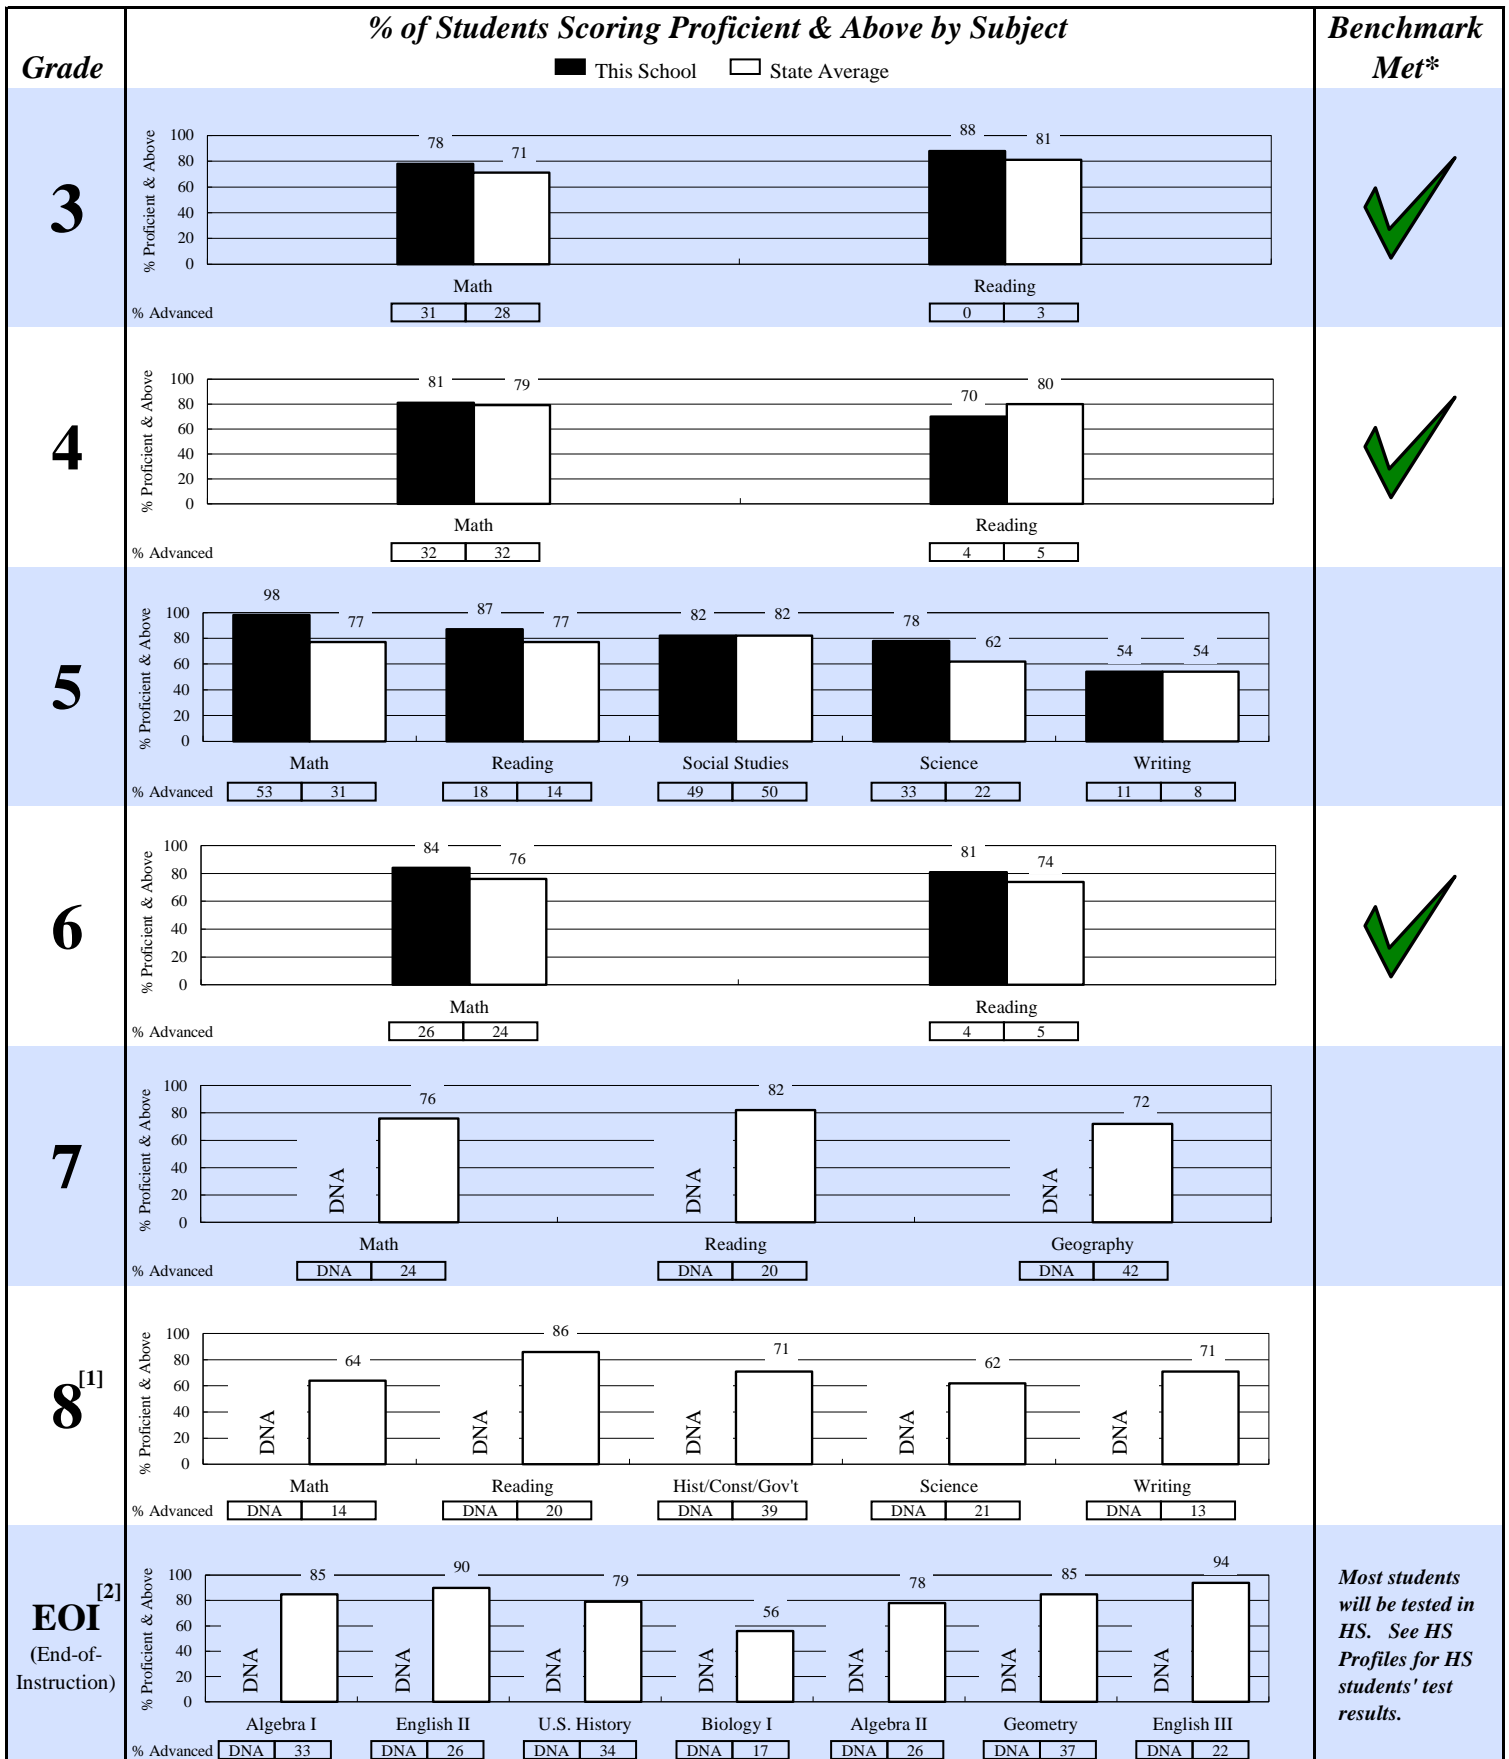 Grade
% of Students Scoring Proficient & Above by Subject
This School State Average
Benchmark
Met*
3
% Proficient & Above
100
80
60
40
20
0
78 71 88 81
Math Reading
% Advanced 31 28 0 3
4
% Proficient & Above
100
80
60
40
20
0
81 79 70 80
Math Reading
% Advanced 32 32 4 5
5
% Proficient & Above
100
80
60
40
20
0
98 77 87 77 82 82 78 62 54 54
Math Reading Social Studies Science Writing
% Advanced 53 31 18 14 49 50 33 22 11 8
6
% Proficient & Above
100
80
60
40
20
0
84 76 81 74
Math Reading
% Advanced 26 24 4 5
7
% Proficient & Above
100
80
60
40
20
0
DNA 76 DNA 82 DNA 72
Math Reading Geography
% Advanced DNA 24 DNA 20 DNA 42
8[1]
% Proficient & Above
100
80
60
40
20
0
DNA 64 DNA 86 DNA 71 DNA 62 DNA 71
Math Reading Hist/Const/Gov't Science Writing
% Advanced DNA 14 DNA 20 DNA 39 DNA 21 DNA 13
EOI[2]
(End-of-
Instruction)
% Proficient & Above
100
80
60
40
20
0
DNA 85 DNA 90 DNA 79 DNA 56 DNA 78 DNA 85 DNA 94
Algebra I English II U.S. History Biology I Algebra II Geometry English III
% Advanced DNA 33 DNA 26 DNA 34 DNA 17 DNA 26 DNA 37 DNA 22
Most students
will be tested in
HS. See HS
Profiles for HS
students' test
results.